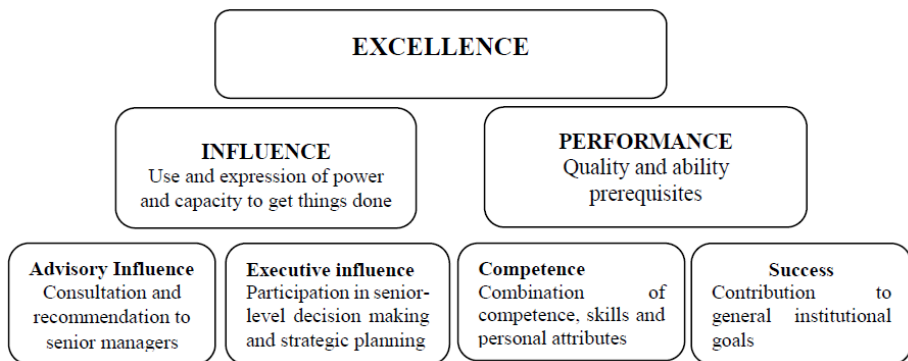 EXCELLENCE
INFLUENCE
Use and expression of power
and capacity to get things done
PERFORMANCE
Quality and ability
prerequisites
Advisory Influence
Consultation and
recommendation to
senior managers
Executive influence
Participation in senior-
level decision making
and strategic planning
Competence
Combination of
competence, skills and
personal attributes
Success
Contribution to
general institutional
goals